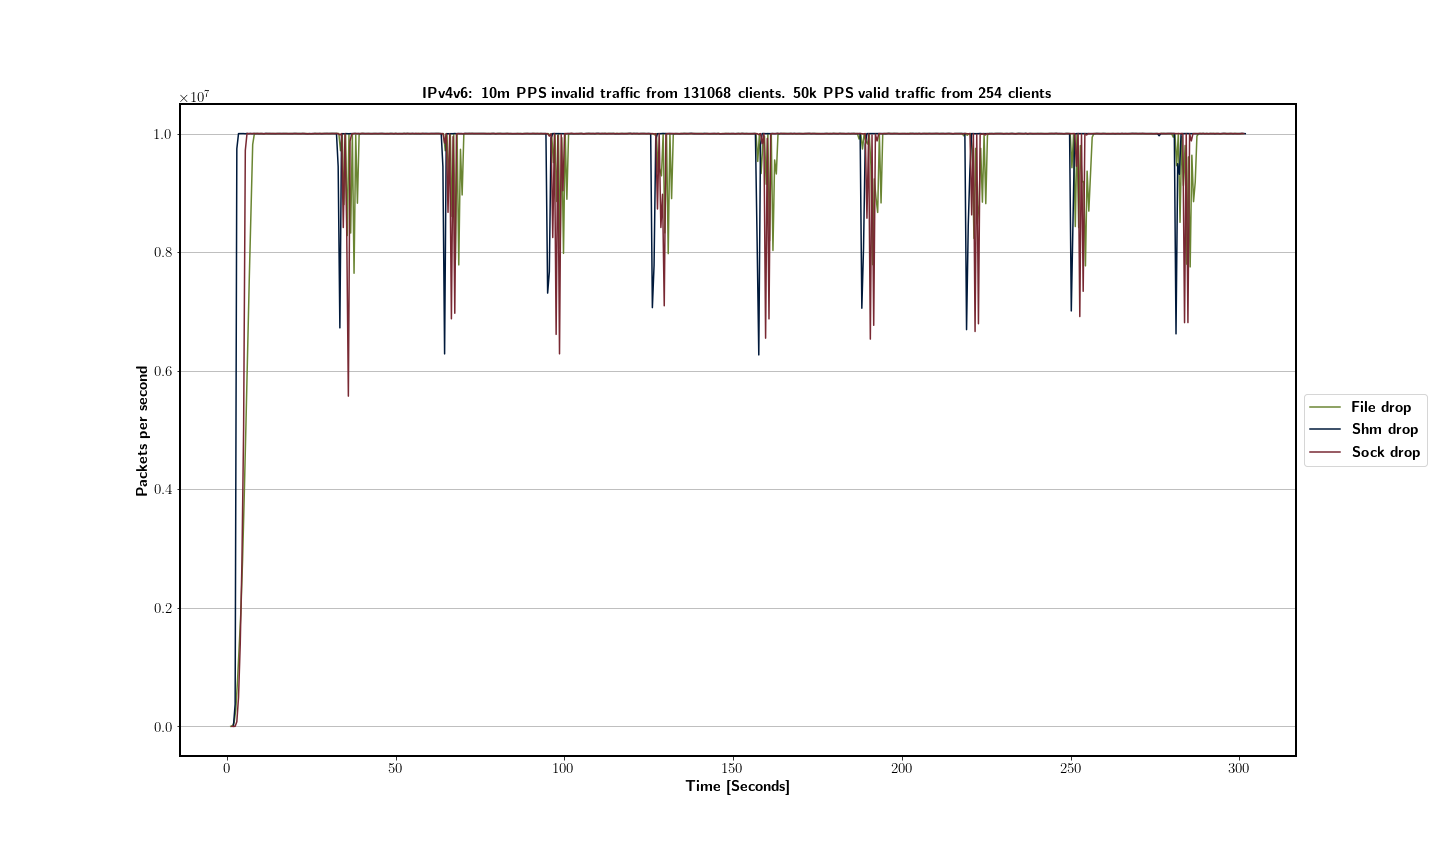 IPv4v6: 10m PPS invalid traffic from 131068 clients. 50k PPS valid traffic from 254 clients
×10⁷
1.0
0.8
0.6
0.4
0.2
0.0
Packets per second
0 50 100 150 200 250 300
Time [Seconds]
File drop
Shm drop
Sock drop